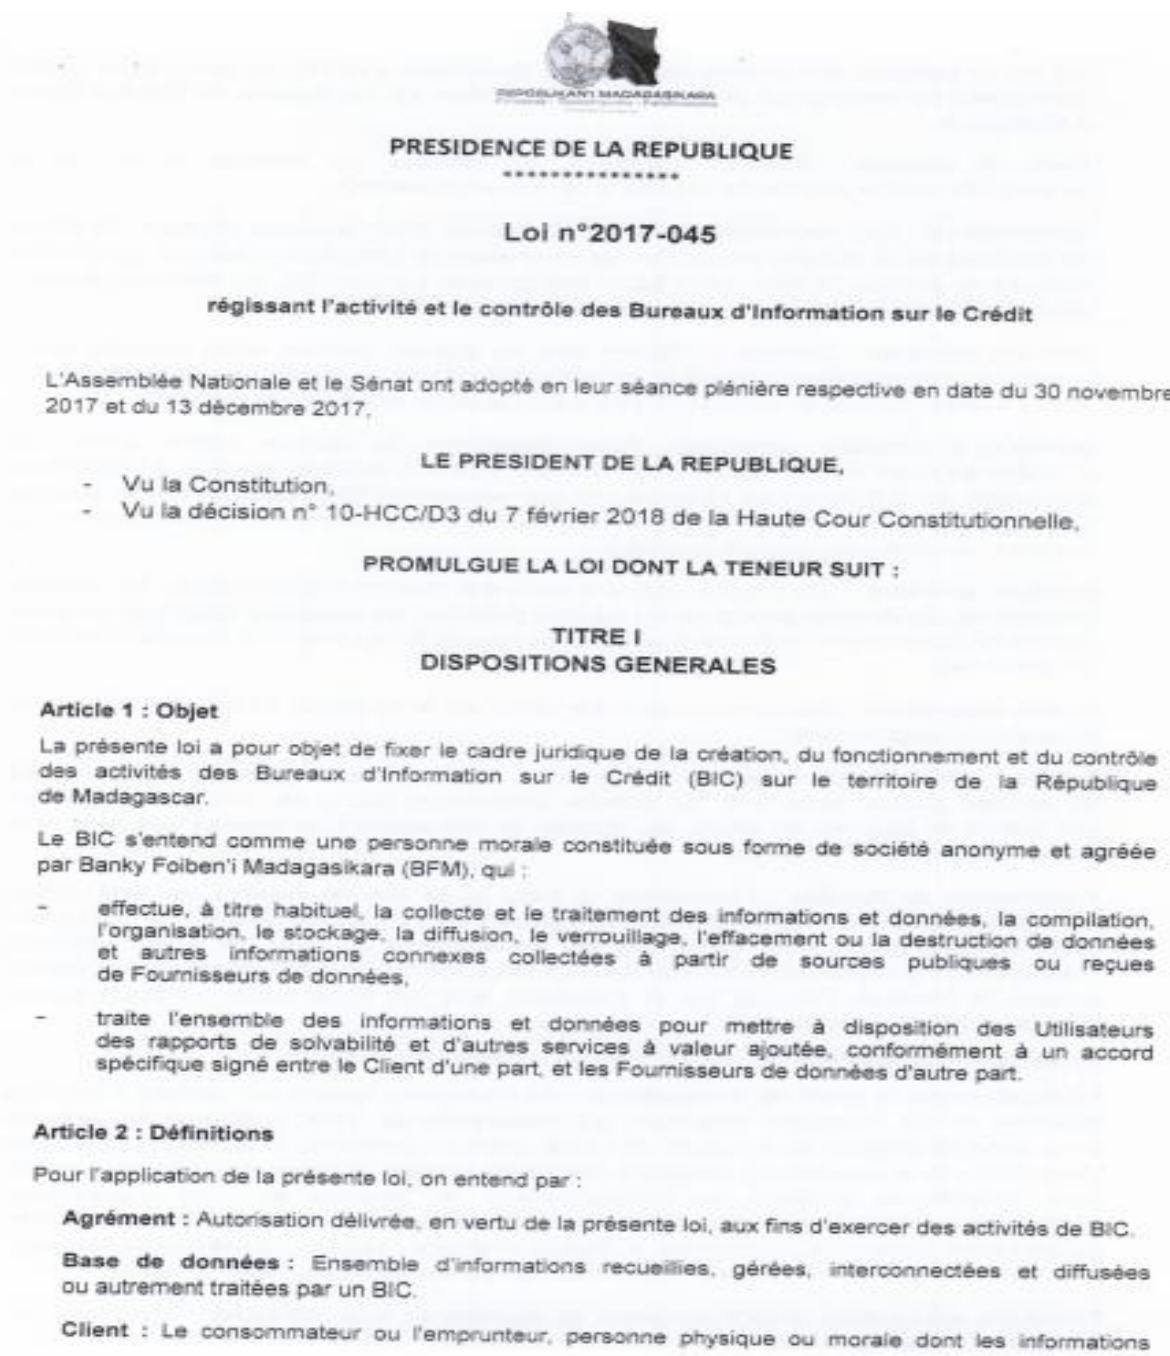 REPOBLIKAN'I MADAGASIKARA
PRESIDENCE DE LA REPUBLIQUE
***************
Loi n°2017-045
régissant l'activité et le contrôle des Bureaux d'Information sur le Crédit
L'Assemblée Nationale et le Sénat ont adopté en leur séance plénière respective en date du 30 novembre
2017 et du 13 décembre 2017,
LE PRESIDENT DE LA REPUBLIQUE,
- Vu la Constitution,
- Vu la décision n° 10-HCC/D3 du 7 février 2018 de la Haute Cour Constitutionnelle,
PROMULGUE LA LOI DONT LA TENEUR SUIT :
TITRE I
DISPOSITIONS GENERALES
Article 1 : Objet
La présente loi a pour objet de fixer le cadre juridique de la création, du fonctionnement et du contrôle
des activités des Bureaux d'Information sur le Crédit (BIC) sur le territoire de la République
de Madagascar.
Le BIC s'entend comme une personne morale constituée sous forme de société anonyme et agréée
par Banky Foiben'i Madagasikara (BFM), qui :
- effectue, à titre habituel, la collecte et le traitement des informations et données, la compilation,
l'organisation, le stockage, la diffusion, le verrouillage, l'effacement ou la destruction de données
et autres informations connexes collectées à partir de sources publiques ou reçues
de Fournisseurs de données,
- traite l'ensemble des informations et données pour mettre à disposition des Utilisateurs
des rapports de solvabilité et d'autres services à valeur ajoutée, conformément à un accord
spécifique signé entre le Client d'une part, et les Fournisseurs de données d'autre part.
Article 2 : Définitions
Pour l'application de la présente loi, on entend par :
Agrément : Autorisation délivrée, en vertu de la présente loi, aux fins d'exercer des activités de BIC.
Base de données : Ensemble d'informations recueillies, gérées, interconnectées et diffusées
ou autrement traitées par un BIC.
Client : Le consommateur ou l'emprunteur, personne physique ou morale dont les informations